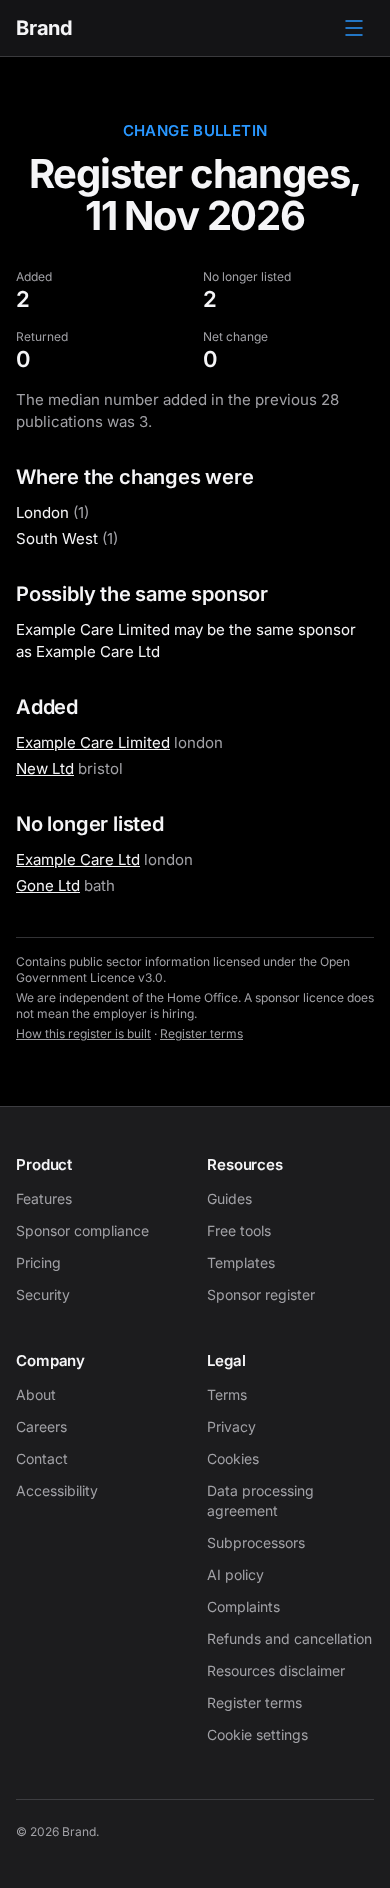 Brand
CHANGE BULLETIN
Register changes,
11 Nov 2026
Added
2
No longer listed
2
Returned
0
Net change
0
The median number added in the previous 28
publications was 3.
Where the changes were
London (1)
South West (1)
Possibly the same sponsor
Example Care Limited may be the same sponsor
as Example Care Ltd
Added
Example Care Limited london
New Ltd bristol
No longer listed
Example Care Ltd london
Gone Ltd bath
Contains public sector information licensed under the Open
Government Licence v3.0.
We are independent of the Home Office. A sponsor licence does
not mean the employer is hiring.
How this register is built · Register terms
Product
Features
Sponsor compliance
Pricing
Security
Resources
Guides
Free tools
Templates
Sponsor register
Company
About
Careers
Contact
Accessibility
Legal
Terms
Privacy
Cookies
Data processing
agreement
Subprocessors
AI policy
Complaints
Refunds and cancellation
Resources disclaimer
Register terms
Cookie settings
© 2026 Brand.